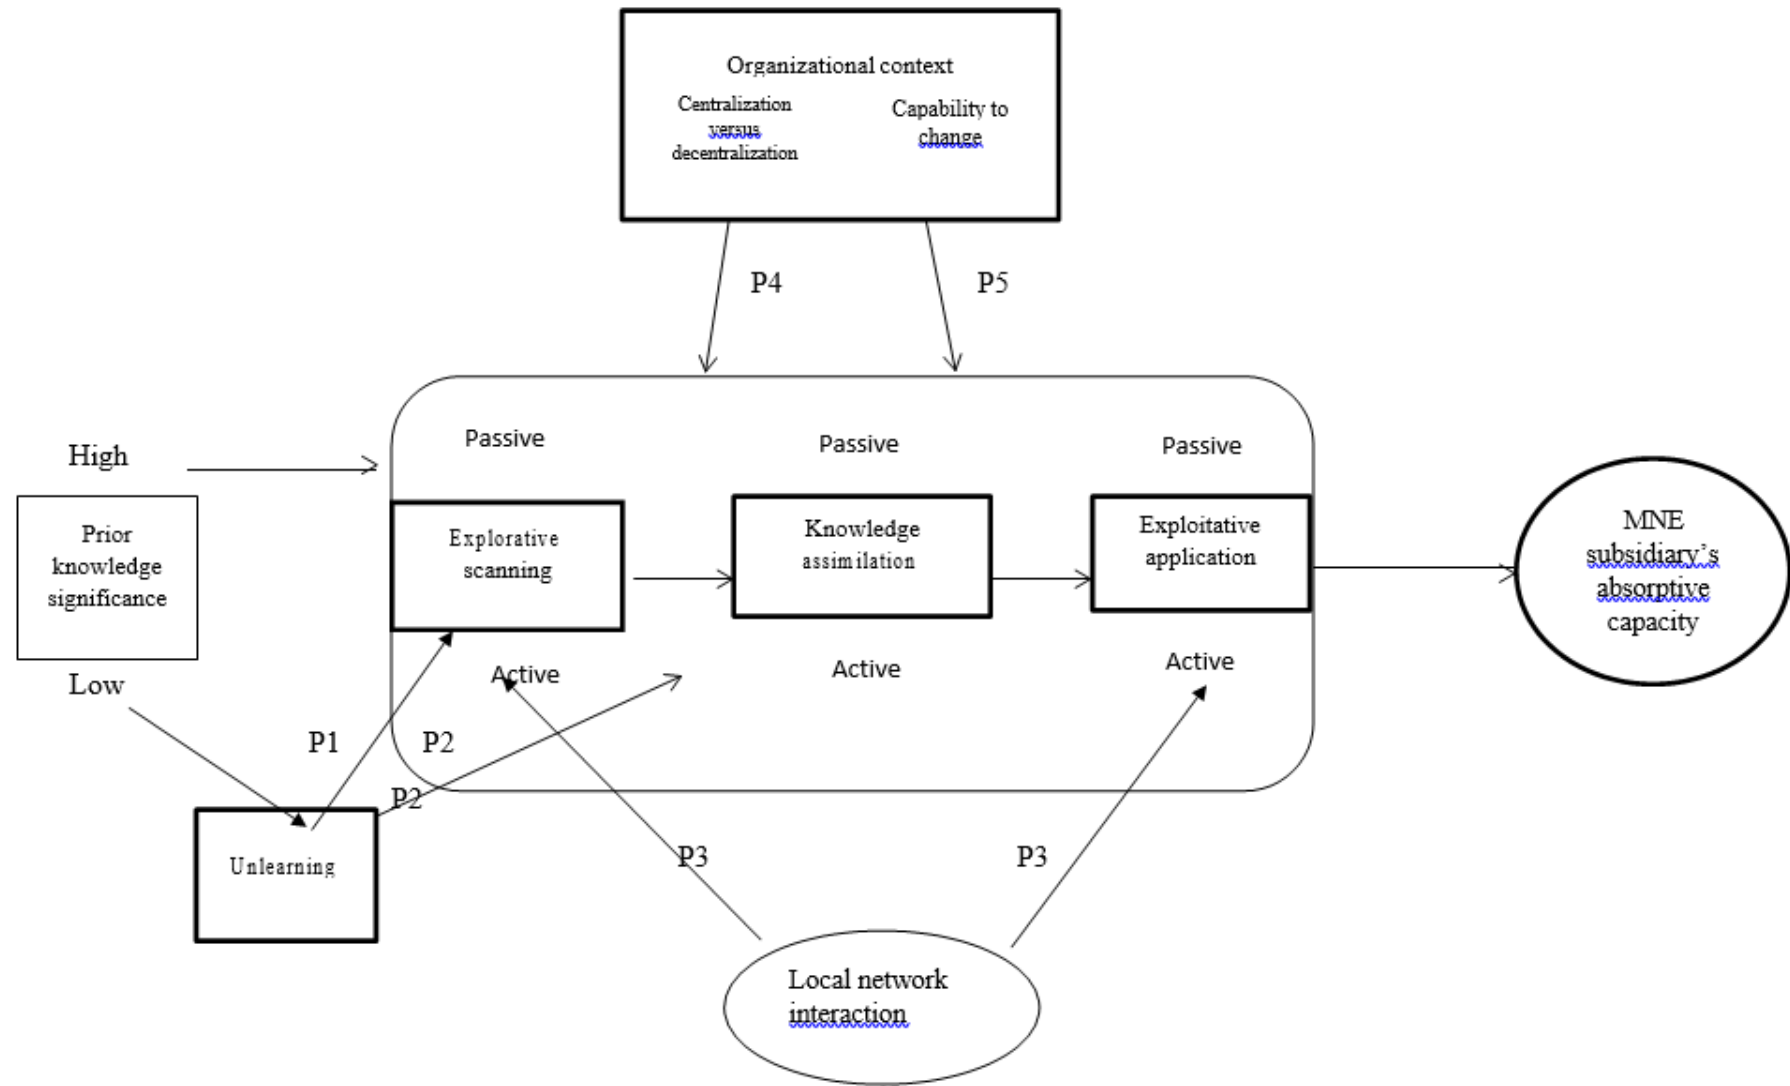 Organizational context
Centralization
versus
decentralization
Capability to
change
P4
P5
High
Prior
knowledge
significance
Low
Passive
Passive
Passive
Explorative
scanning
Knowledge
assimilation
Exploitative
application
MNE
subsidiary’s
absorptive
capacity
Active
Active
Active
P1
P2
P2
Unlearning
P3
P3
Local network
interaction